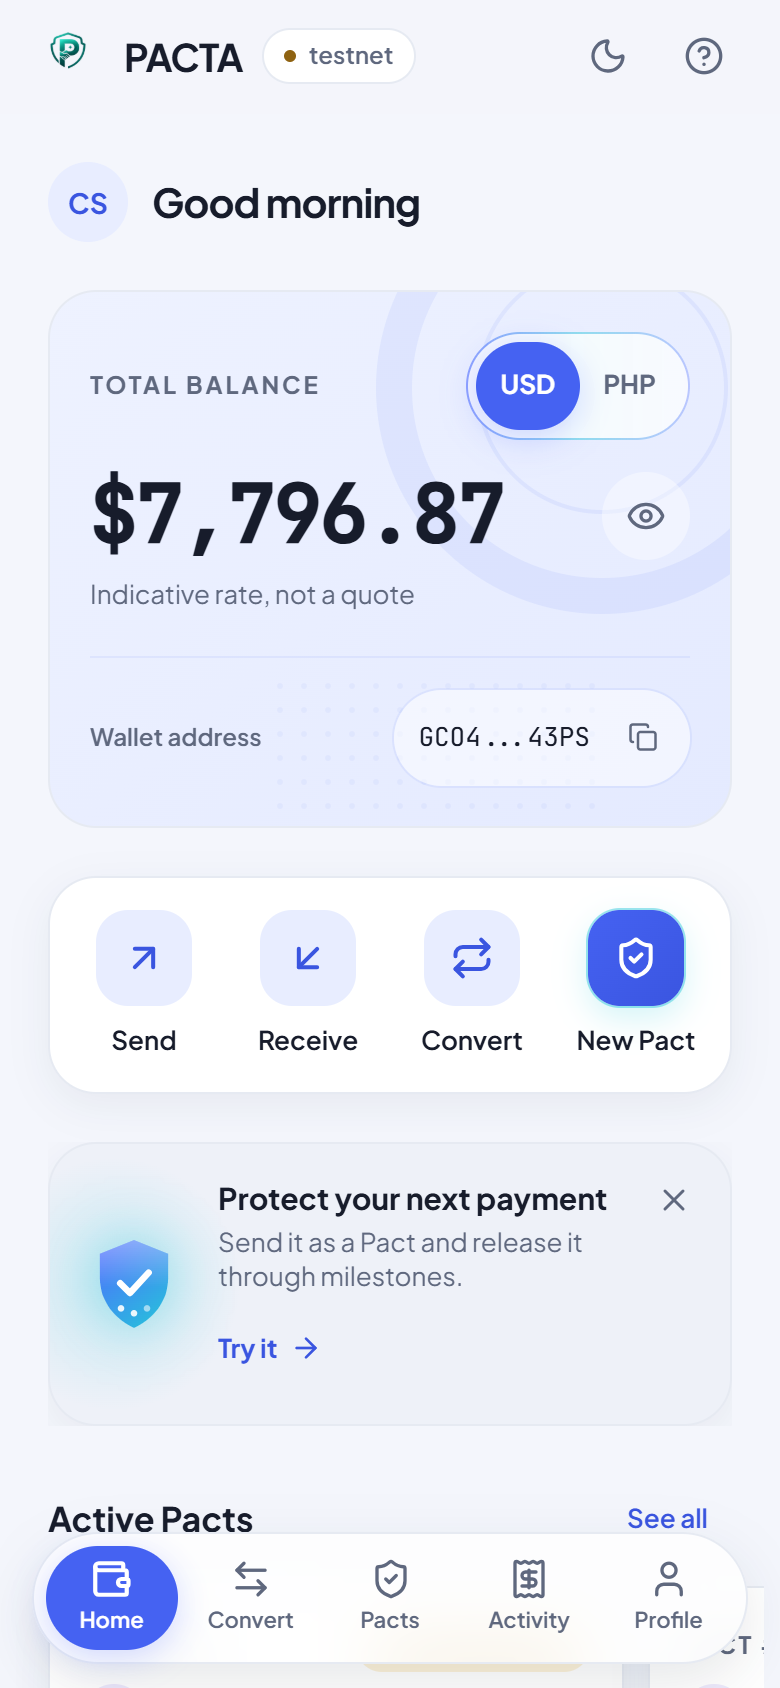 PACTA
testnet
CS
Good morning
TOTAL BALANCE
USD
PHP
$7,796.87
Indicative rate, not a quote
Wallet address
GCO4...43PS
Send
Receive
Convert
New Pact
Protect your next payment
Send it as a Pact and release it
through milestones.
Try it
Active Pacts
See all
Home
Convert
Pacts
Activity
Profile